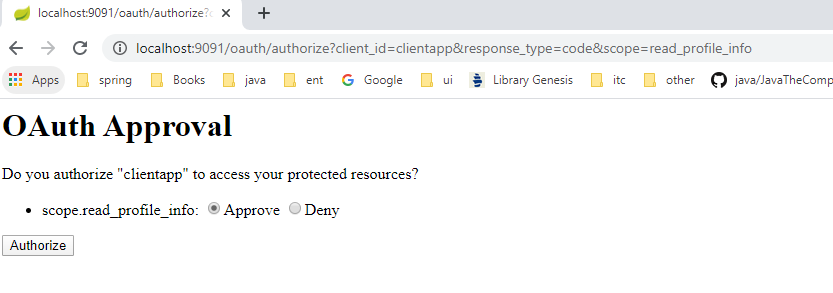 localhost:9091/oauth/authorize?c
localhost:9091/oauth/authorize?client_id=clientapp&response_type=code&scope=read_profile_info
Apps spring Books java ent Google ui Library Genesis itc other java/JavaTheComp
OAuth Approval
Do you authorize "clientapp" to access your protected resources?
• scope.read_profile_info: Approve Deny
Authorize